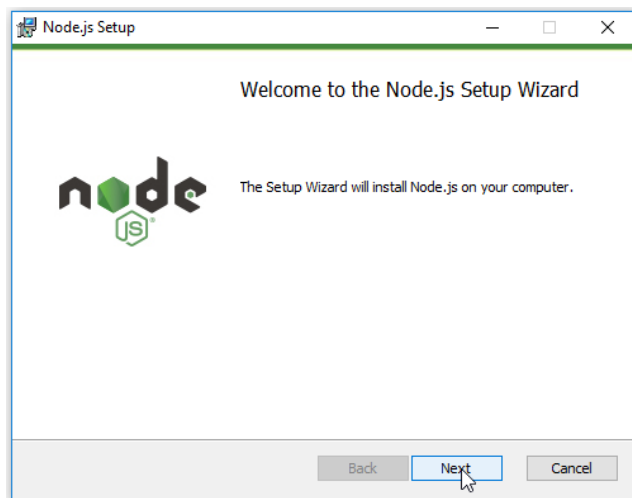 Node.js Setup
Welcome to the Node.js Setup Wizard
The Setup Wizard will install Node.js on your computer.
node
JS
Back Next Cancel